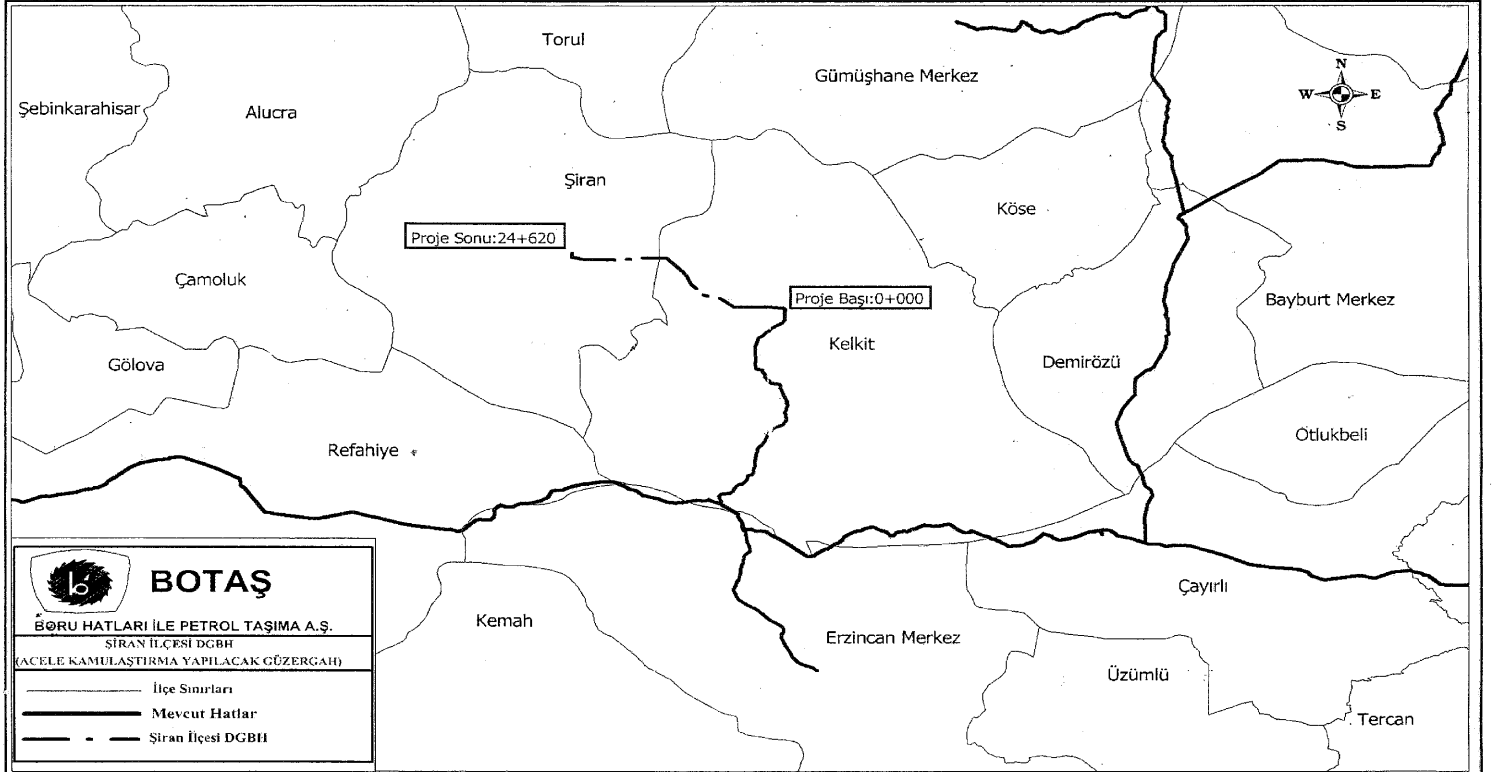 Torul
Gümüşhane Merkez
N
W E
S
Şebinkarahisar
Alucra
Şiran
Köse
Proje Sonu:24+620
Çamoluk
Proje Başı:0+000
Bayburt Merkez
Kelkit
Gölova
Demirözü
Refahiye
Otlukbeli
BOTAŞ
BORU HATLARI İLE PETROL TAŞIMA A.Ş.
ŞİRAN İLÇESİ DGBH
(ACELE KAMULAŞTIRMA YAPILACAK GÜZERGAH)
İlçe Sınırları
Mevcut Hatlar
Şiran İlçesi DGBH
Kemah
Erzincan Merkez
Çayırlı
Üzümlü
Tercan